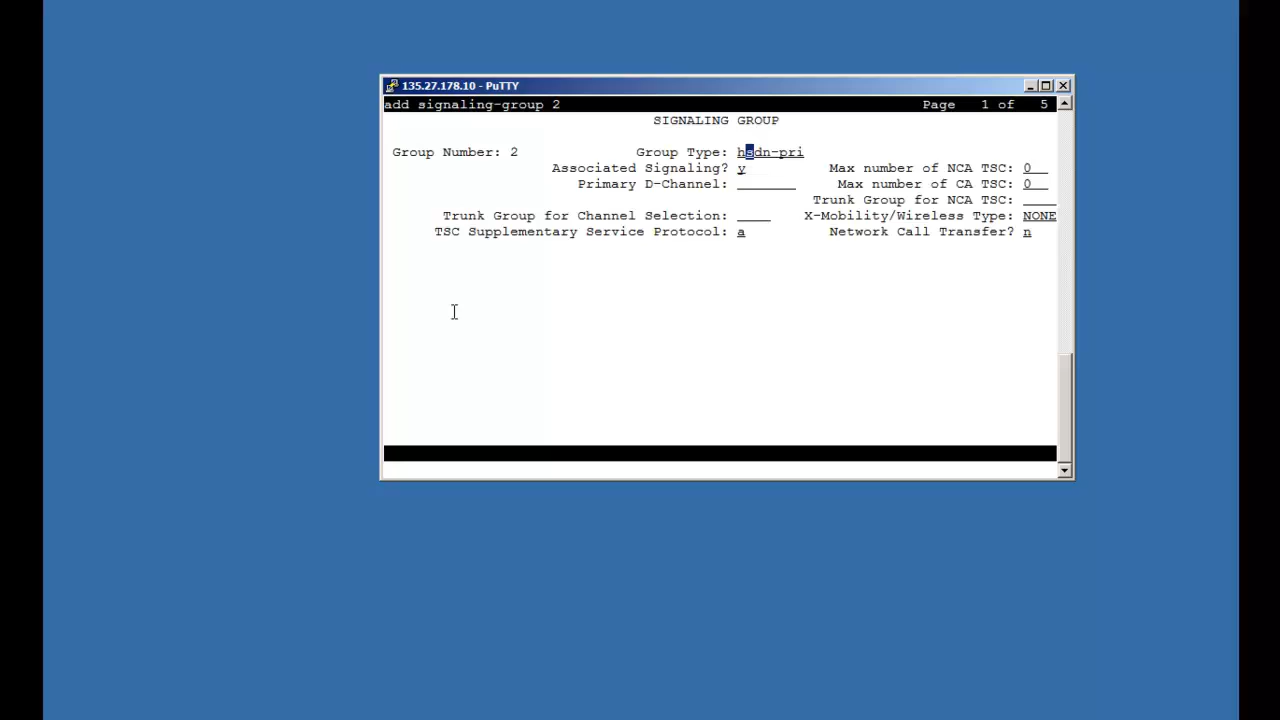 135.27.178.10 - PuTTY
add signaling-group 2 Page 1 of 5
SIGNALING GROUP
Group Number: 2 Group Type: hsdn-pri
Associated Signaling? y Max number of NCA TSC: 0
Primary D-Channel: Max number of CA TSC: 0
Trunk Group for NCA TSC:
Trunk Group for Channel Selection: X-Mobility/Wireless Type: NONE
TSC Supplementary Service Protocol: a Network Call Transfer? n